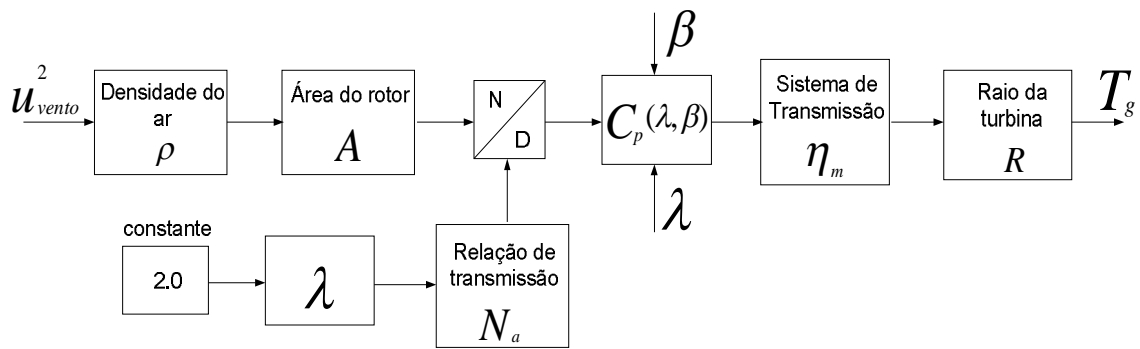 u²vento
Densidade do
ar
ρ
Área do rotor
A
N
D
β
Cₚ(λ, β)
λ
Sistema de
Transmissão
ηₘ
Raio da
turbina
R
T_g
constante
2.0
λ
Relação de
transmissão
Nₐ